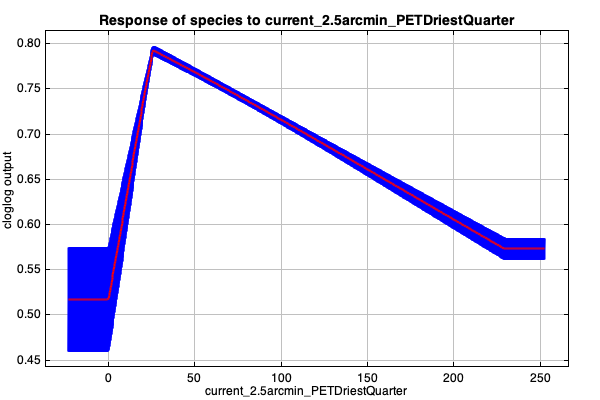 Response of species to current_2.5arcmin_PETDriestQuarter
0.80
0.75
0.70
0.65
0.60
0.55
0.50
0.45
cloglog output
0 50 100 150 200 250
current_2.5arcmin_PETDriestQuarter